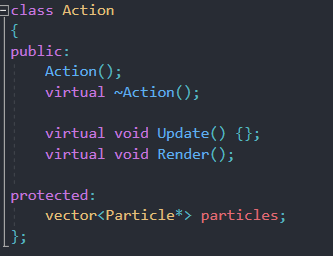 class Action
{
public:
    Action();
    virtual ~Action();

    virtual void Update() {};
    virtual void Render();

protected:
    vector<Particle*> particles;
};